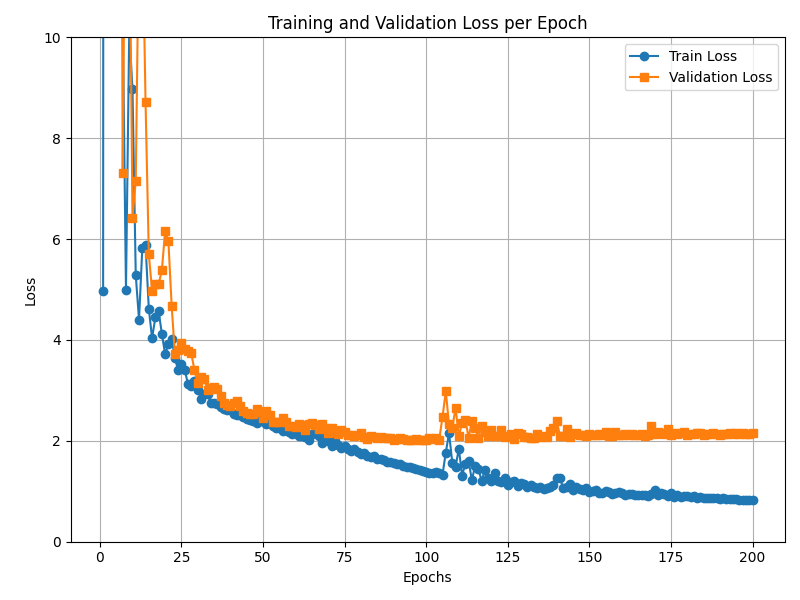 Training and Validation Loss per Epoch
Train Loss
Validation Loss
Loss
10
8
6
4
2
0
0 25 50 75 100 125 150 175 200
Epochs